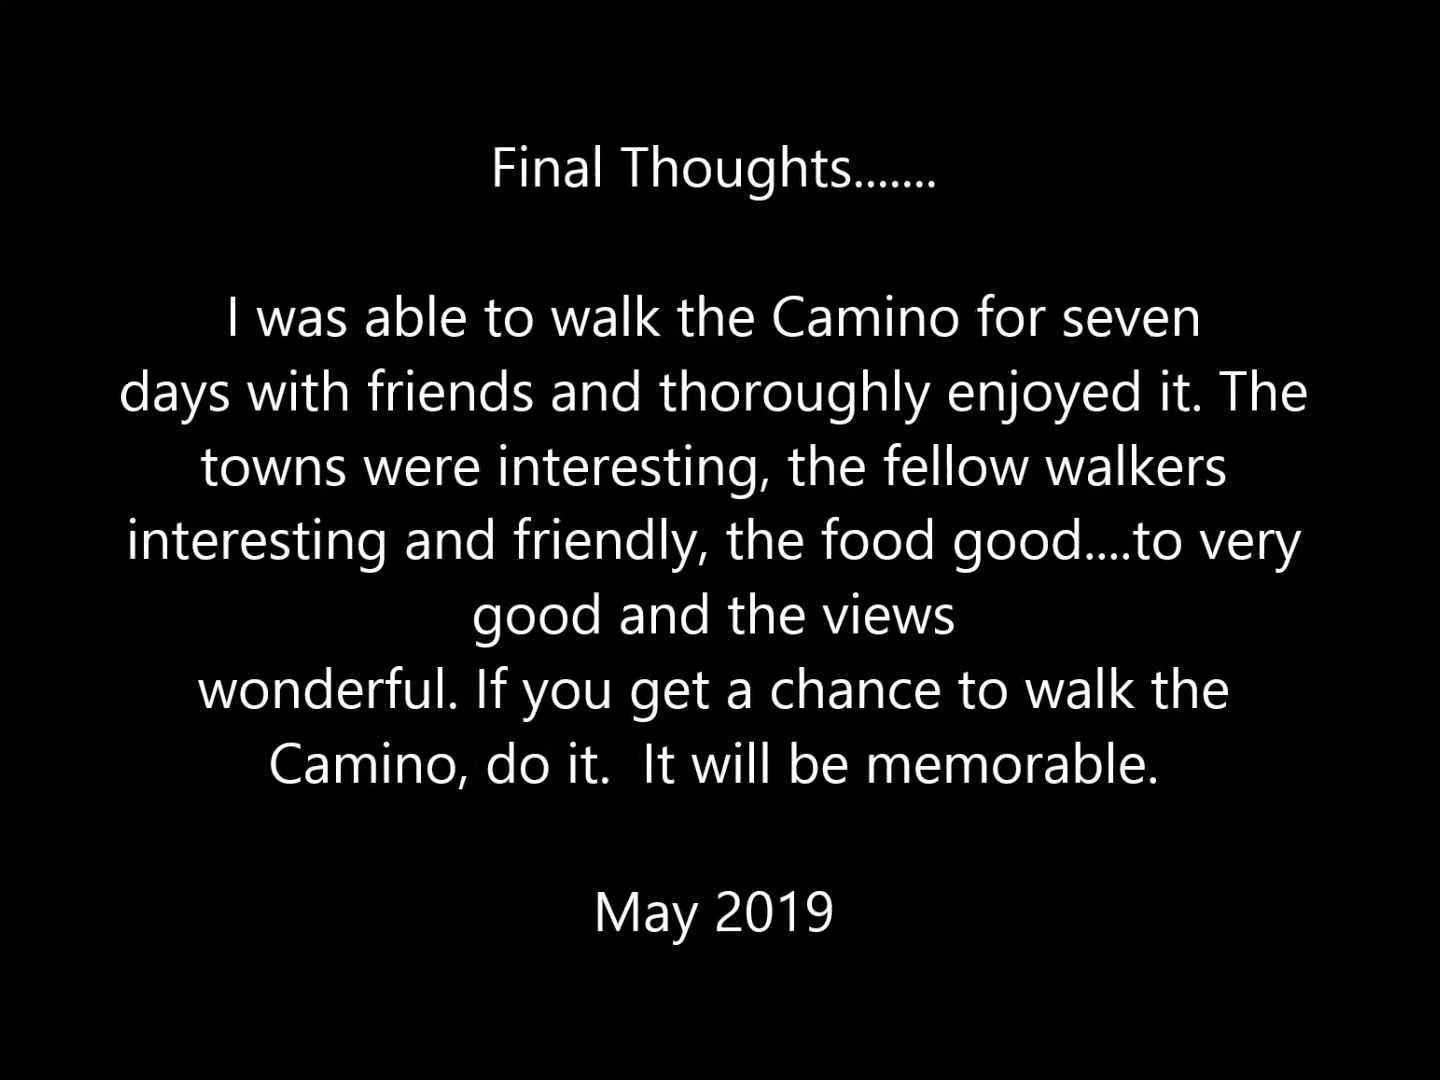 Final Thoughts.......
I was able to walk the Camino for seven
days with friends and thoroughly enjoyed it. The
towns were interesting, the fellow walkers
interesting and friendly, the food good....to very
good and the views
wonderful. If you get a chance to walk the
Camino, do it.  It will be memorable.
May 2019